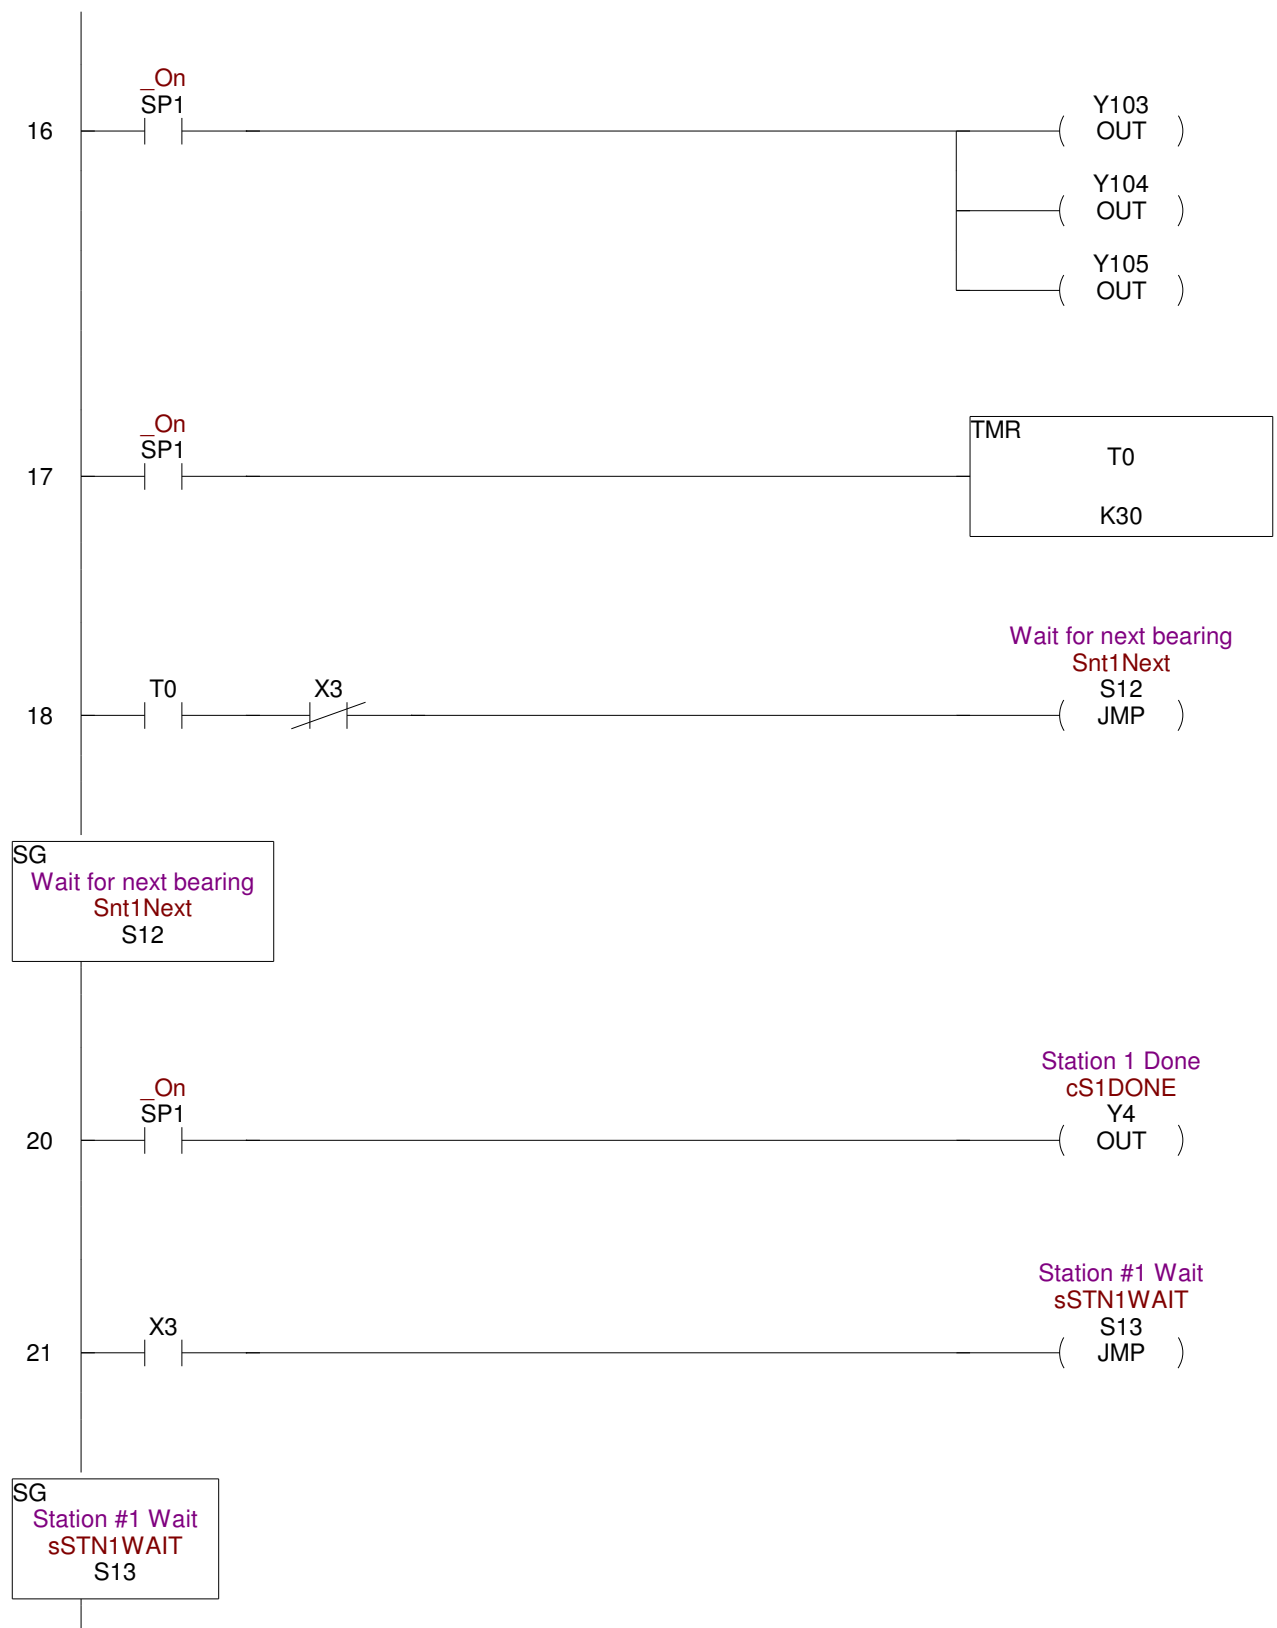 _On
SP1
16
Y103
OUT
Y104
OUT
Y105
OUT
_On
SP1
17
TMR
T0
K30
Wait for next bearing
Snt1Next
S12
JMP
18
T0
X3
SG
Wait for next bearing
Snt1Next
S12
Station 1 Done
cS1DONE
Y4
OUT
_On
SP1
20
Station #1 Wait
sSTN1WAIT
S13
JMP
X3
21
SG
Station #1 Wait
sSTN1WAIT
S13